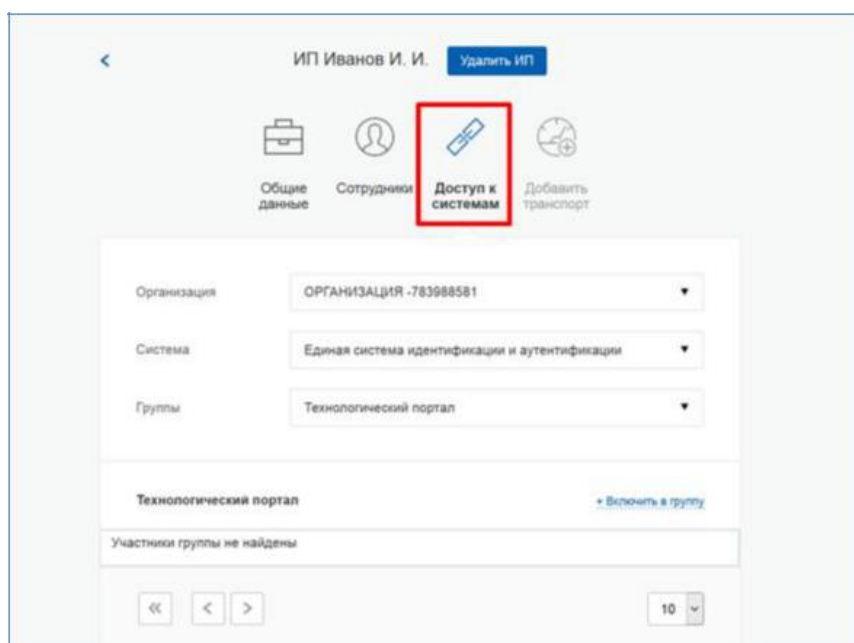 ИП Иванов И. И.
Удалить ИП
Общие
данные
Сотрудники
Доступ к
системам
Добавить
транспорт
Организация
ОРГАНИЗАЦИЯ -783988581
Система
Единая система идентификации и аутентификации
Группы
Технологический портал
Технологический портал
+ Включить в группу
Участники группы не найдены
10